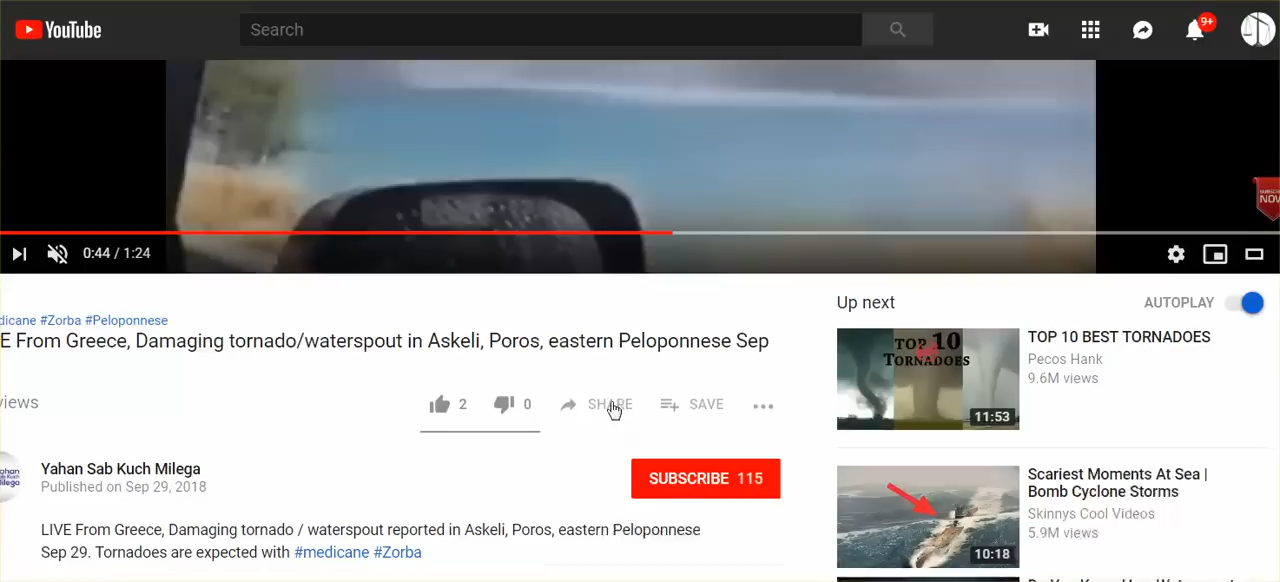 YouTube
Search
9+
SUBSCRIBE
NOW
0:44 / 1:24
#Zorba #Peloponnese
From Greece, Damaging tornado/waterspout in Askeli, Poros, eastern Peloponnese Sep
2
0
SHARE
SAVE
Yahan Sab Kuch Milega
Published on Sep 29, 2018
SUBSCRIBE 115
LIVE From Greece, Damaging tornado / waterspout reported in Askeli, Poros, eastern Peloponnese
Sep 29. Tornadoes are expected with #medicane #Zorba
Up next
AUTOPLAY
TOP 10
TORNADOES
11:53
TOP 10 BEST TORNADOES
Pecos Hank
9.6M views
10:18
Scariest Moments At Sea |
Bomb Cyclone Storms
Skinnys Cool Videos
5.9M views